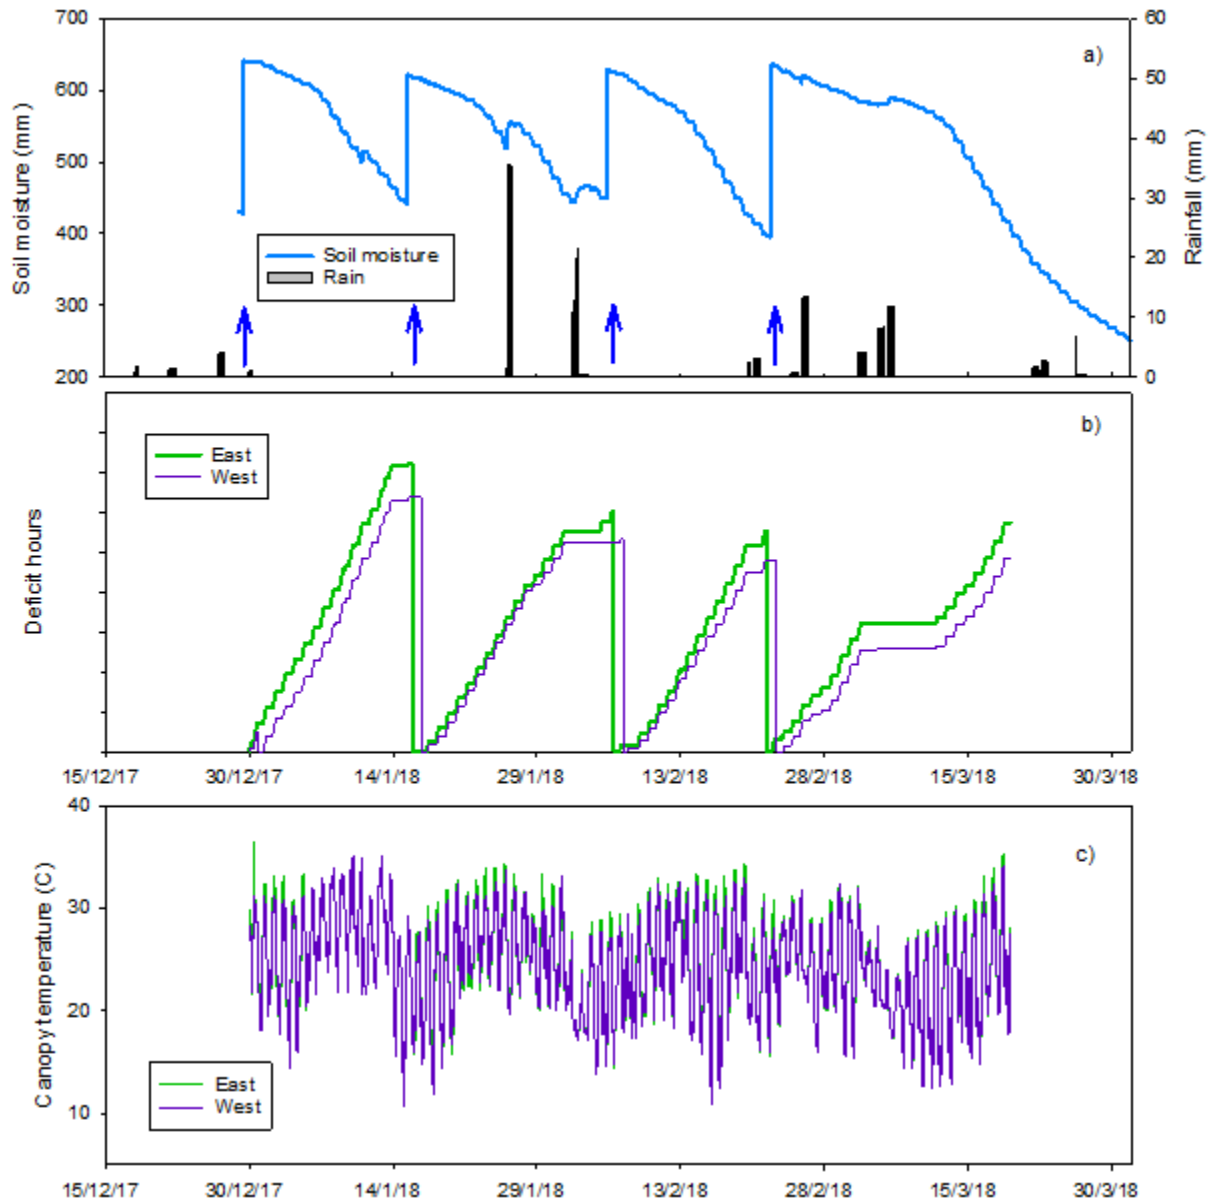 700
600
500
400
300
200
Soil moisture (mm)
60
50
40
30
20
10
0
Rainfall (mm)
a)
Soil moisture
Rain
b)
East
West
Deficit hours
15/12/17 30/12/17 14/1/18 29/1/18 13/2/18 28/2/18 15/3/18 30/3/18
40
30
20
10
Canopy temperature (C)
c)
East
West
15/12/17 30/12/17 14/1/18 29/1/18 13/2/18 28/2/18 15/3/18 30/3/18